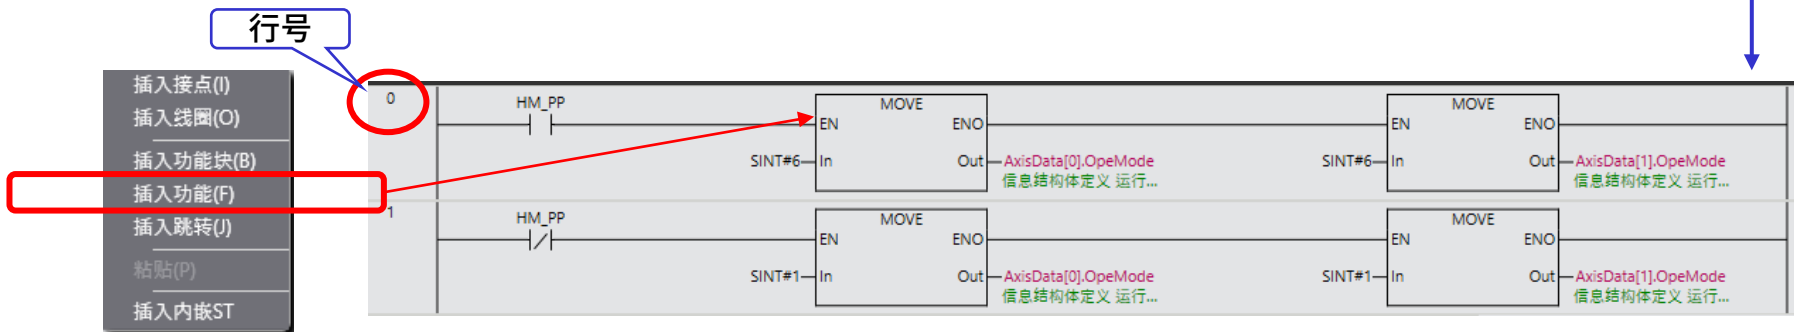 行号
插入接点(I)
插入线圈(O)
插入功能块(B)
插入功能(F)
插入跳转(J)
粘贴(P)
插入内嵌ST
0
HM_PP
MOVE
MOVE
EN
ENO
EN
ENO
SINT#6
In
Out
AxisData[0].OpeMode
SINT#6
In
Out
AxisData[1].OpeMode
信息结构体定义 运行...
信息结构体定义 运行...
1
HM_PP
MOVE
MOVE
EN
ENO
EN
ENO
SINT#1
In
Out
AxisData[0].OpeMode
SINT#1
In
Out
AxisData[1].OpeMode
信息结构体定义 运行...
信息结构体定义 运行...